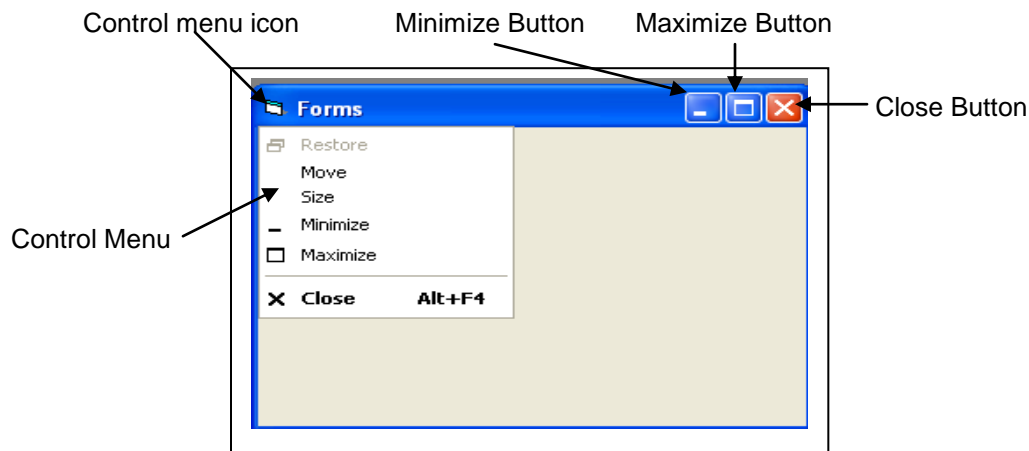 Control menu icon
Minimize Button
Maximize Button
Forms
Close Button
Restore
Move
Size
Control Menu
Minimize
Maximize
Close Alt+F4